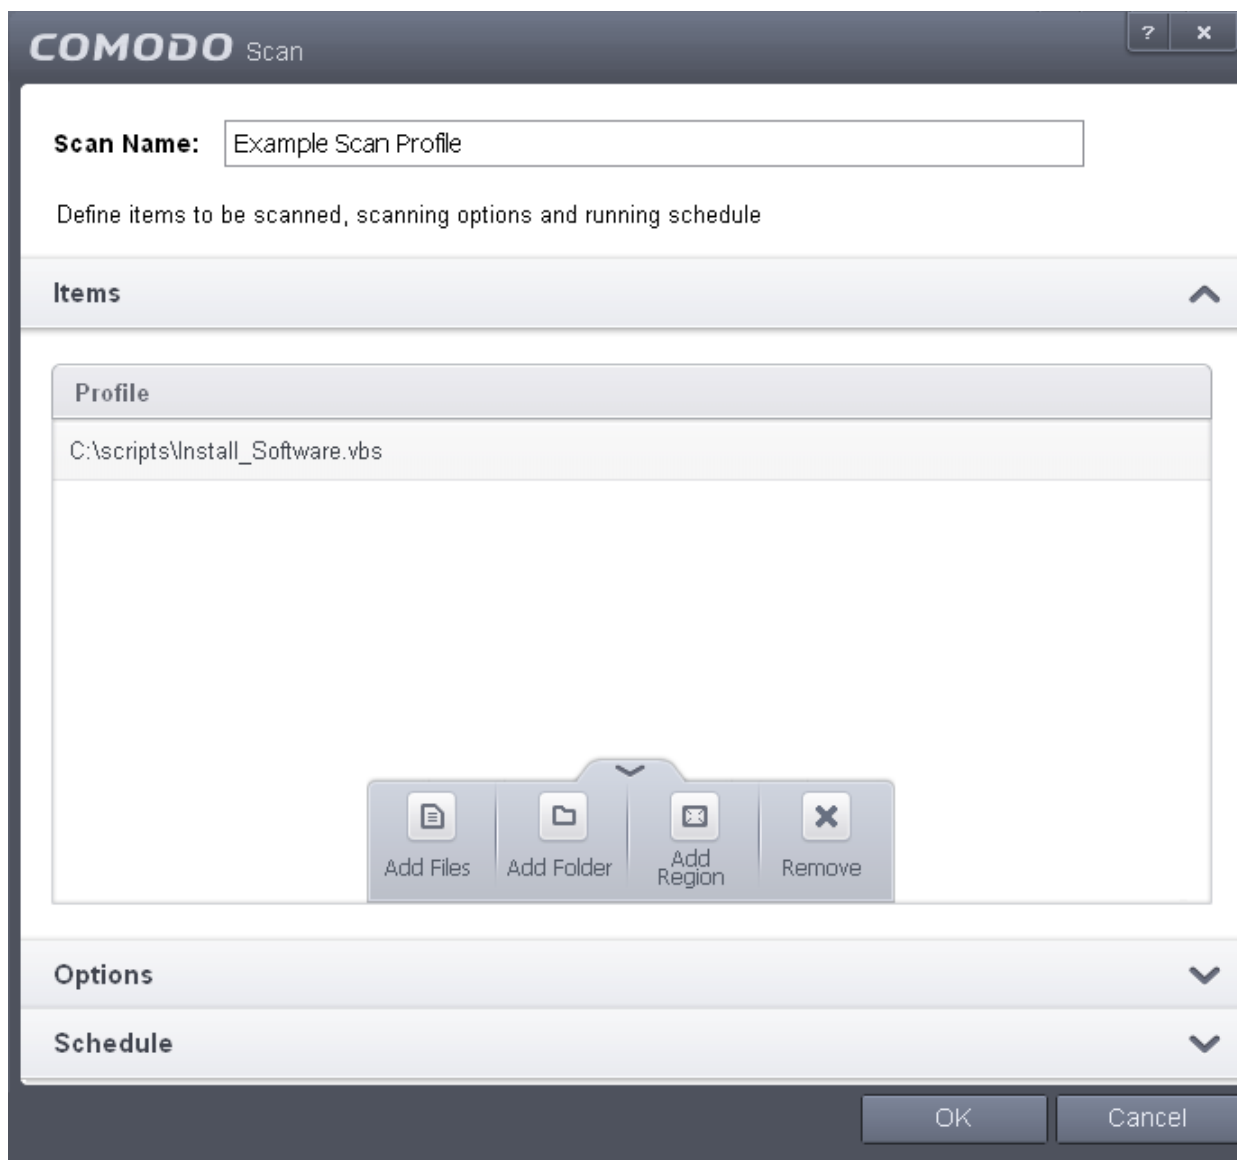 COMODO Scan
?
Scan Name: Example Scan Profile
Define items to be scanned, scanning options and running schedule
Items
Profile
C:\scripts\Install_Software.vbs
Add Files
Add Folder
Add
Region
Remove
Options
Schedule
OK
Cancel